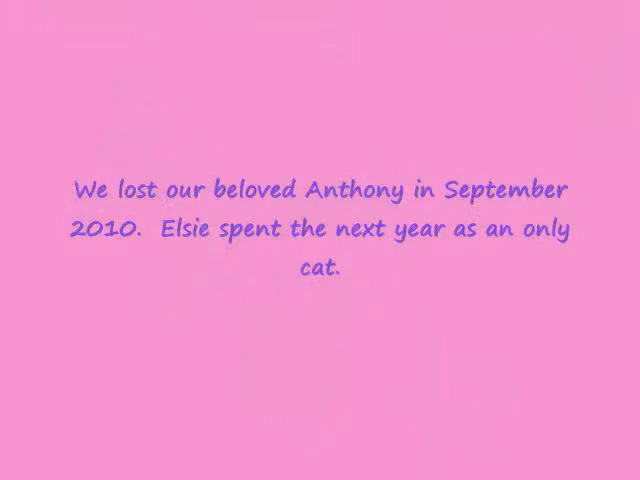 We lost our beloved Anthony in September
2010.  Elsie spent the next year as an only
cat.